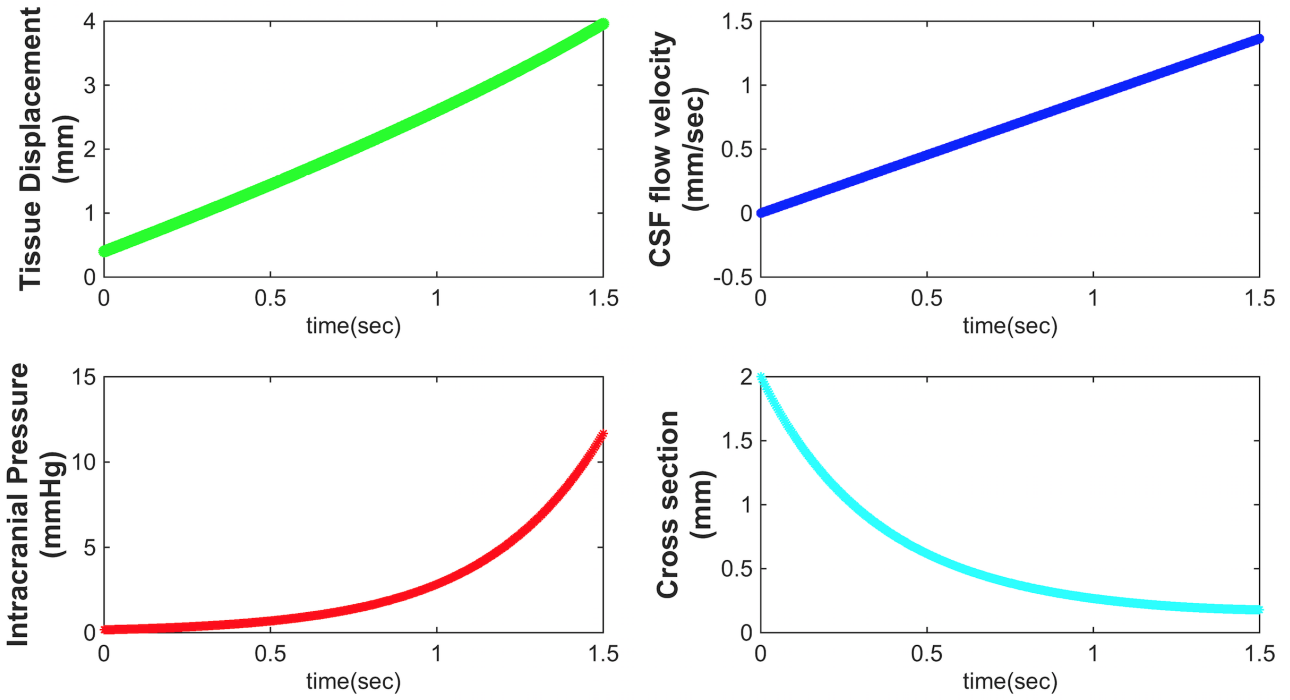 Tissue Displacement
(mm)
4
3
2
1
0
0 0.5 1 1.5
time(sec)
CSF flow velocity
(mm/sec)
1.5
1
0.5
0
-0.5
0 0.5 1 1.5
time(sec)
Intracranial Pressure
(mmHg)
15
10
5
0
0 0.5 1 1.5
time(sec)
Cross section
(mm)
2
1.5
1
0.5
0
0 0.5 1 1.5
time(sec)